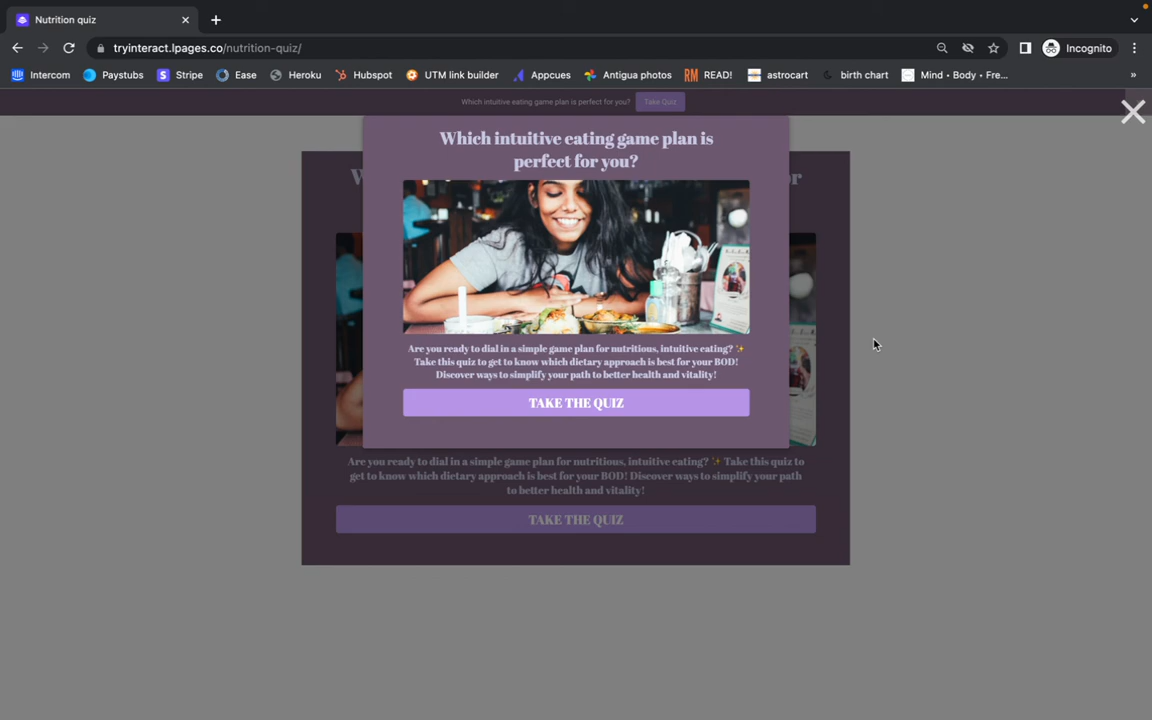 Nutrition quiz
tryinteract.lpages.co/nutrition-quiz/
Incognito
Intercom
Paystubs
Stripe
Ease
Heroku
Hubspot
UTM link builder
Appcues
Antigua photos
RM READ!
astrocart
birth chart
Mind • Body • Fre...
Which intuitive eating game plan is perfect for you?
Take Quiz
Which intuitive eating game plan is
perfect for you?
Are you ready to dial in a simple game plan for nutritious, intuitive eating? ✨
Take this quiz to get to know which dietary approach is best for your BOD!
Discover ways to simplify your path to better health and vitality!
TAKE THE QUIZ
Are you ready to dial in a simple game plan for nutritious, intuitive eating? ✨ Take this quiz to
get to know which dietary approach is best for your BOD! Discover ways to simplify your path
to better health and vitality!
TAKE THE QUIZ